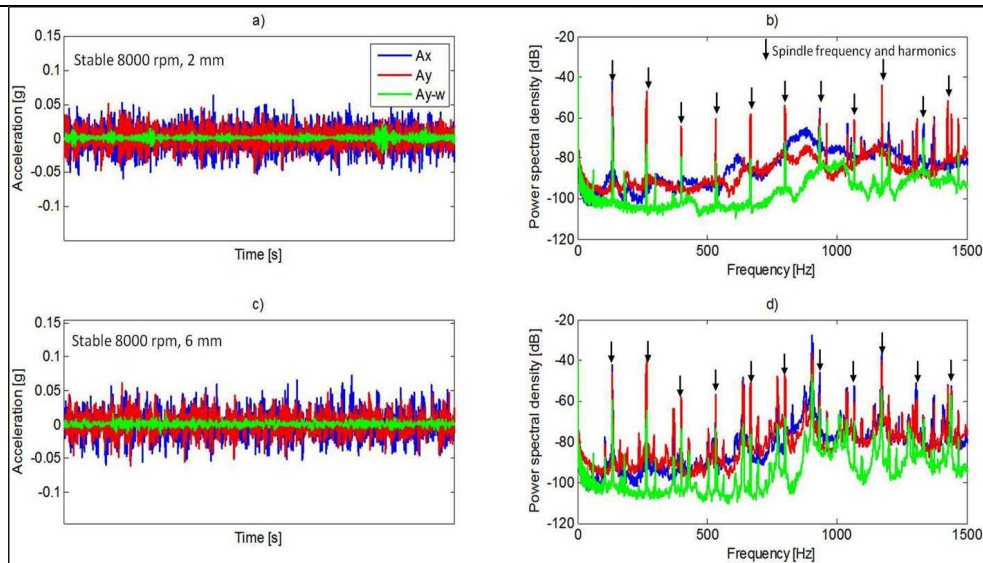 a)
0.15
0.1
0.05
0
-0.05
-0.1
Acceleration [g]
Stable 8000 rpm, 2 mm
Ax
Ay
Ay-w
Time [s]
b)
-20
-40
-60
-80
-100
-120
Power spectral density [dB]
Spindle frequency and harmonics
0 500 1000 1500
Frequency [Hz]
c)
0.15
0.1
0.05
0
-0.05
-0.1
Acceleration [g]
Stable 8000 rpm, 6 mm
Time [s]
d)
-20
-40
-60
-80
-100
-120
Power spectral density [dB]
0 500 1000 1500
Frequency [Hz]